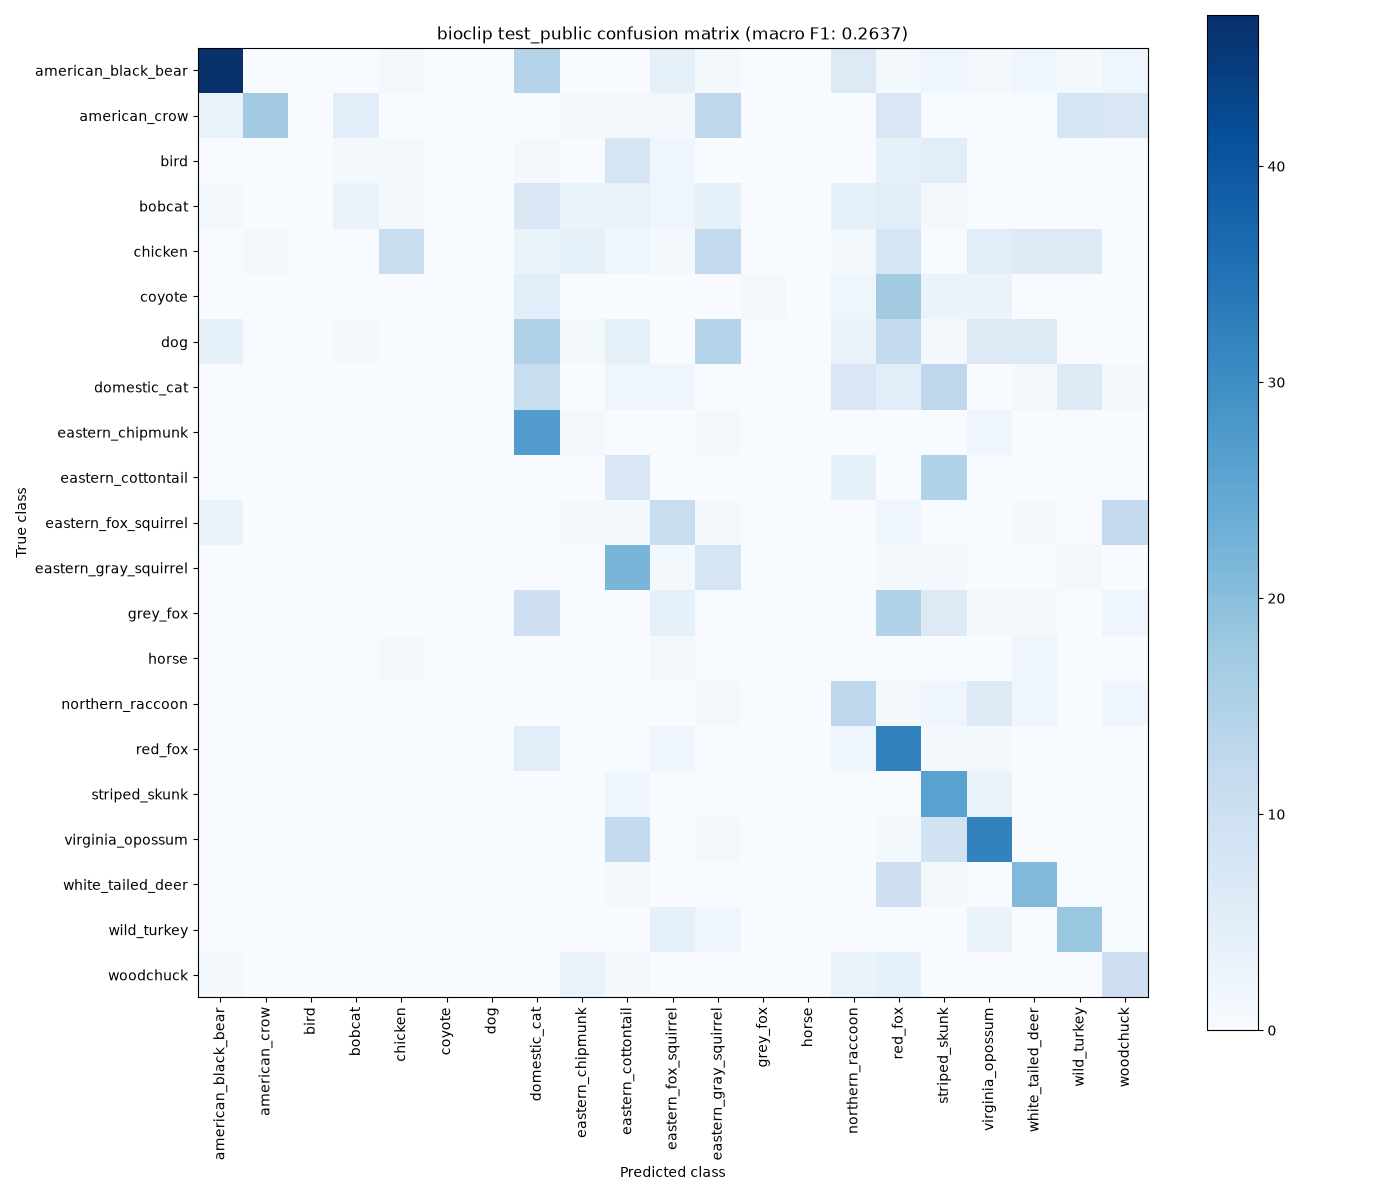 bioclip test_public confusion matrix (macro F1: 0.2637)
True class
american_black_bear
american_crow
bird
bobcat
chicken
coyote
dog
domestic_cat
eastern_chipmunk
eastern_cottontail
eastern_fox_squirrel
eastern_gray_squirrel
grey_fox
horse
northern_raccoon
red_fox
striped_skunk
virginia_opossum
white_tailed_deer
wild_turkey
woodchuck
american_black_bear
american_crow
bird
bobcat
chicken
coyote
dog
domestic_cat
eastern_chipmunk
eastern_cottontail
eastern_fox_squirrel
eastern_gray_squirrel
grey_fox
horse
northern_raccoon
red_fox
striped_skunk
virginia_opossum
white_tailed_deer
wild_turkey
woodchuck
Predicted class
40
30
20
10
0